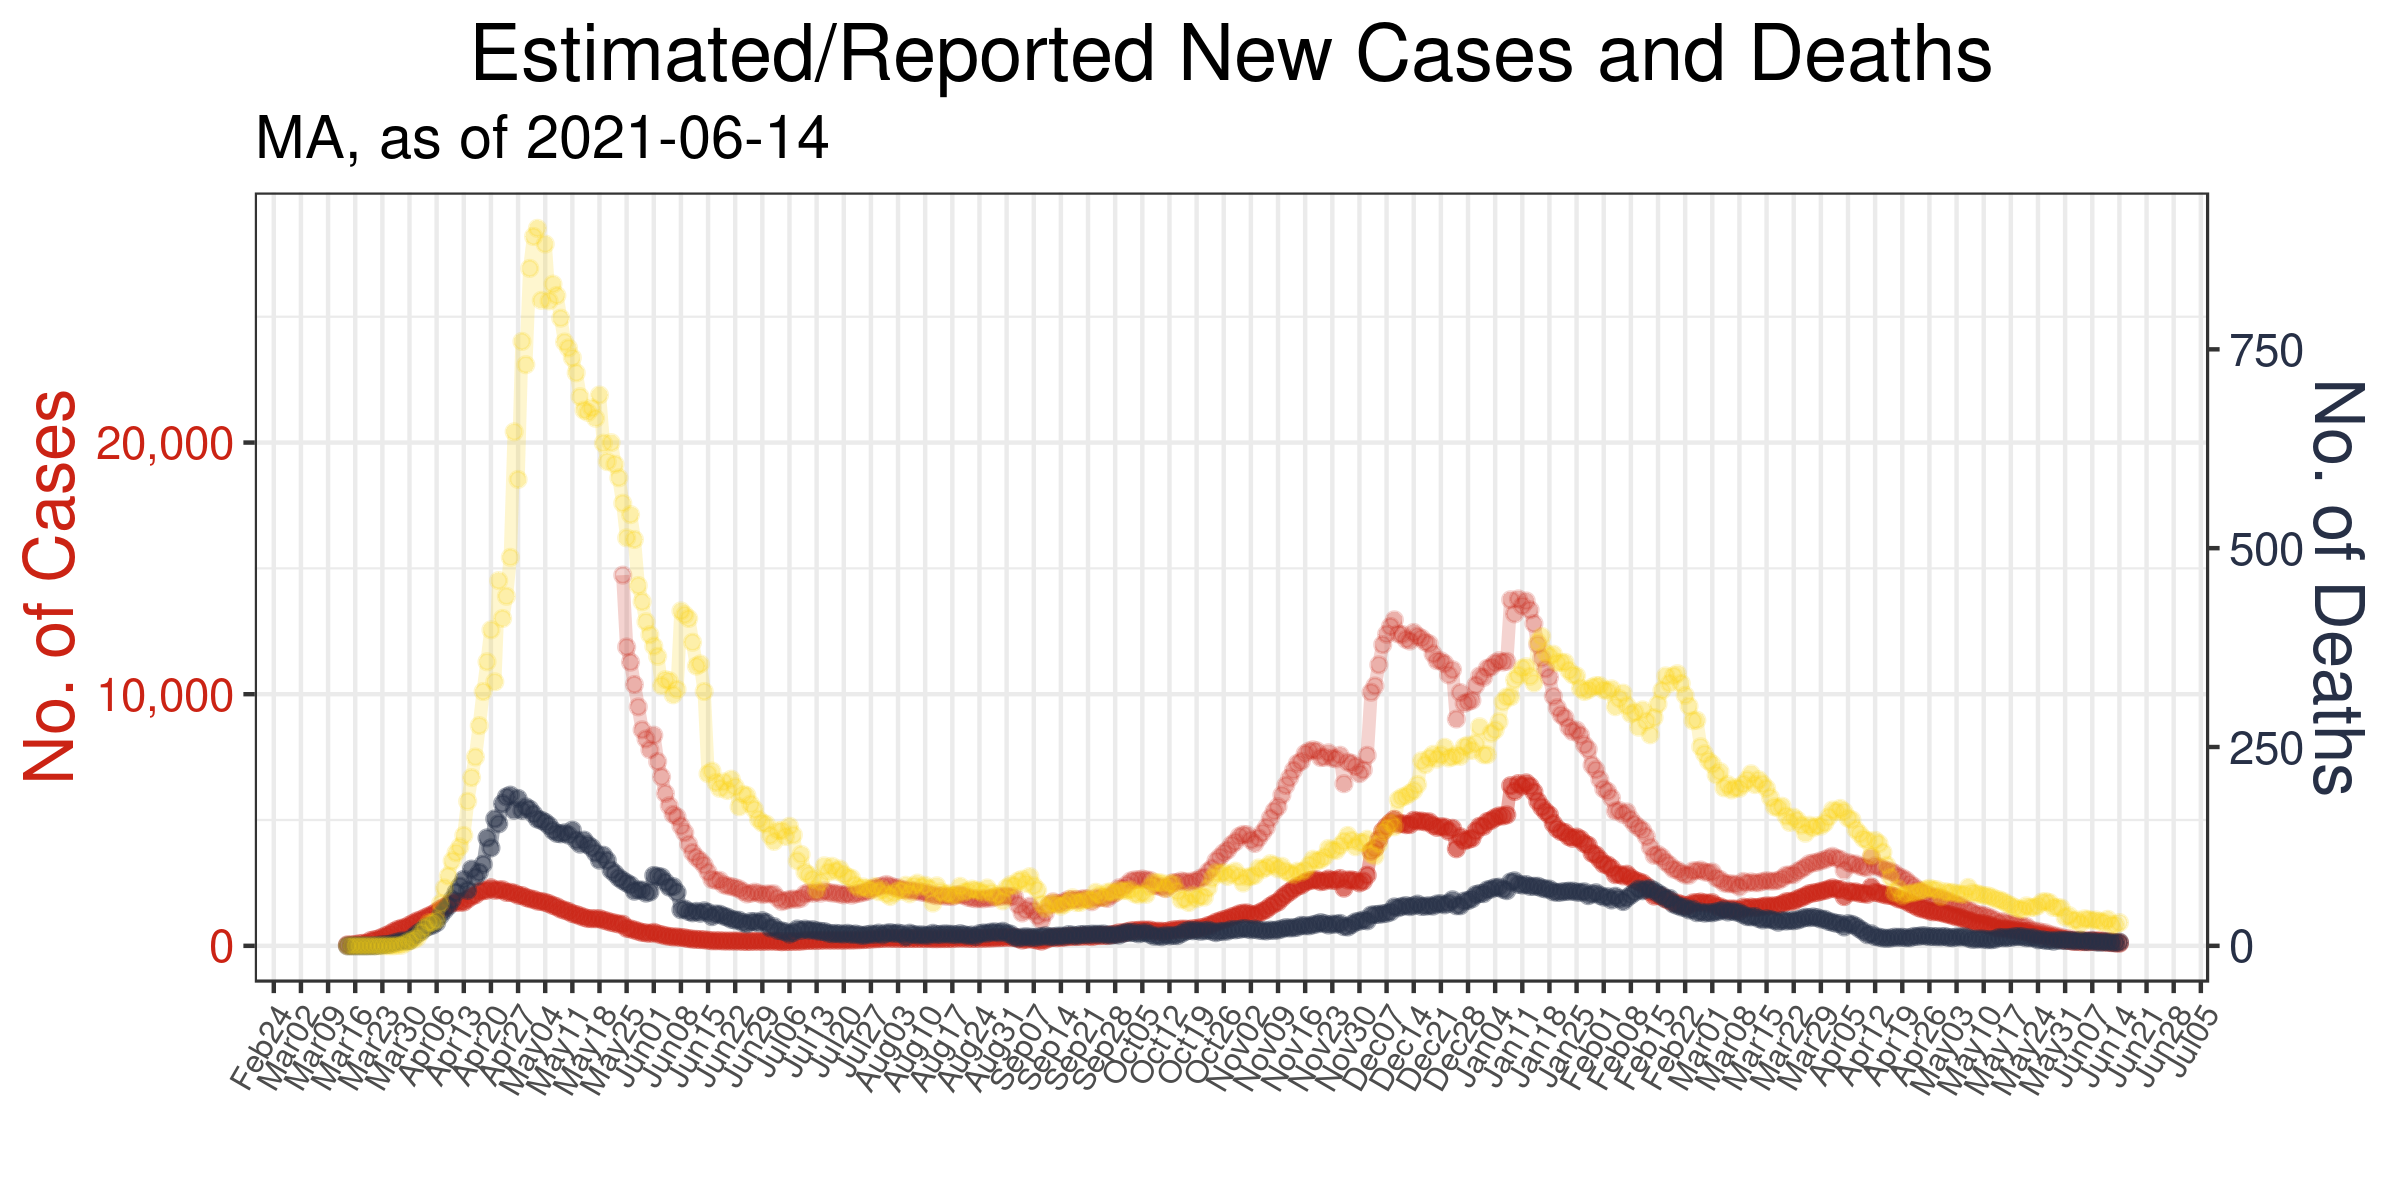 Estimated/Reported New Cases and Deaths
MA, as of 2021-06-14
No. of Cases
20,000
10,000
0
750
500
250
0
No. of Deaths
Feb24
Mar02
Mar09
Mar16
Mar23
Mar30
Apr06
Apr13
Apr20
Apr27
May04
May11
May18
May25
Jun01
Jun08
Jun15
Jun22
Jun29
Jul06
Jul13
Jul20
Jul27
Aug03
Aug10
Aug17
Aug24
Aug31
Sep07
Sep14
Sep21
Sep28
Oct05
Oct12
Oct19
Oct26
Nov02
Nov09
Nov16
Nov23
Nov30
Dec07
Dec14
Dec21
Dec28
Dec04
Jan11
Jan18
Jan25
Feb01
Feb08
Feb15
Feb22
Mar01
Mar08
Mar15
Mar22
Mar29
Apr05
Apr12
Apr19
Apr26
May03
May10
May17
May24
May31
May07
Jun14
Jun21
Jun28
Jul05